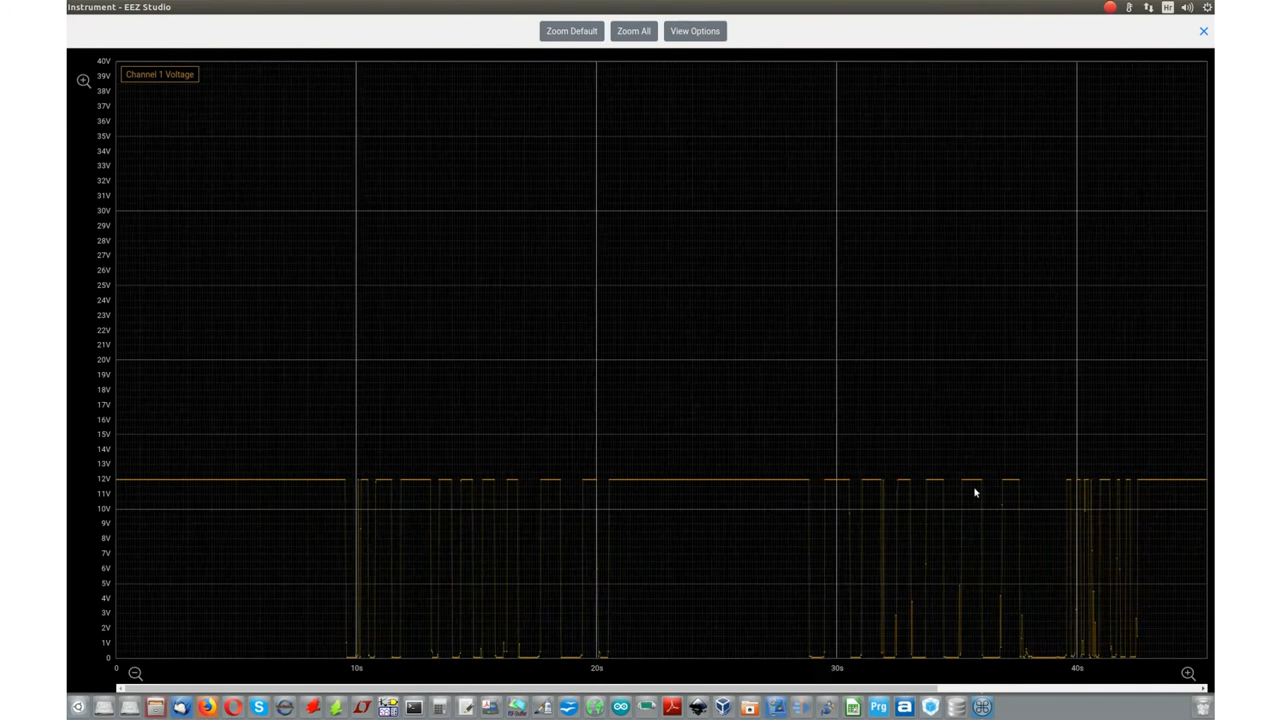 Instrument - EEZ Studio
Hr
Zoom Default
Zoom All
View Options
Channel 1 Voltage
40V
39V
38V
37V
36V
35V
34V
33V
32V
31V
30V
29V
28V
27V
26V
25V
24V
23V
22V
21V
20V
19V
18V
17V
16V
15V
14V
13V
12V
11V
10V
9V
8V
7V
6V
5V
4V
3V
2V
1V
0
0
10s
20s
30s
40s
Prg